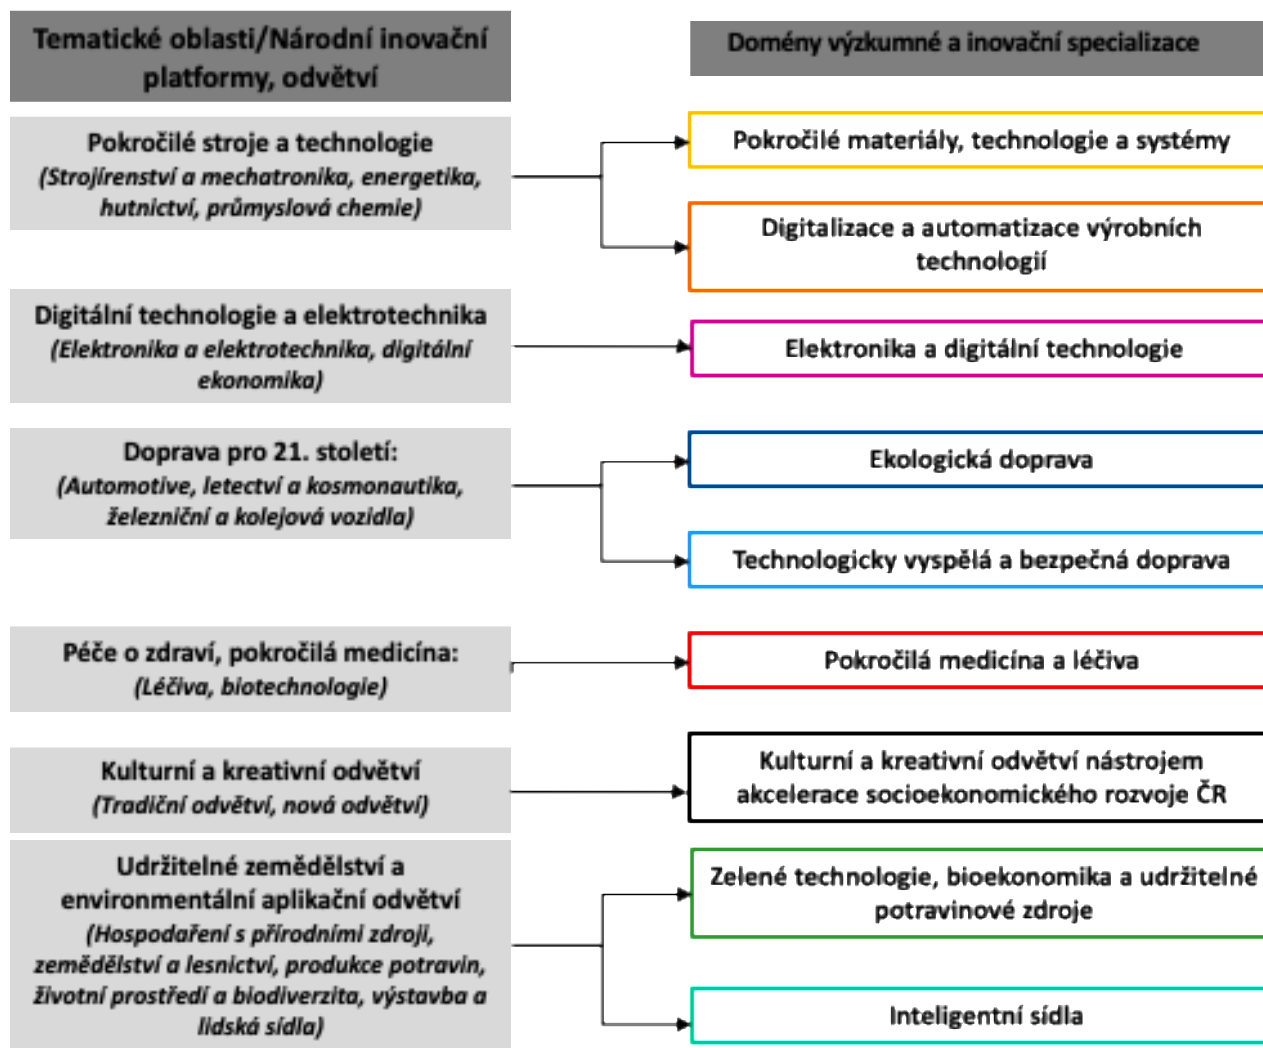 Tematické oblasti/Národní inovační
platformy, odvětví
Domény výzkumné a inovační specializace
Pokročilé stroje a technologie
(Strojírenství a mechatronika, energetika,
hutnictví, průmyslová chemie)
Pokročilé materiály, technologie a systémy
Digitalizace a automatizace výrobních
technologií
Digitální technologie a elektrotechnika
(Elektronika a elektrotechnika, digitální
ekonomika)
Elektronika a digitální technologie
Doprava pro 21. století:
(Automotive, letectví a kosmonautika,
železniční a kolejová vozidla)
Ekologická doprava
Technologicky vyspělá a bezpečná doprava
Péče o zdraví, pokročilá medicína:
(Léčiva, biotechnologie)
Pokročilá medicína a léčiva
Kulturní a kreativní odvětví
(Tradiční odvětví, nová odvětví)
Kulturní a kreativní odvětví nástrojem
akcelerace socioekonomického rozvoje ČR
Udržitelné zemědělství a
environmentální aplikační odvětví
(Hospodaření s přírodními zdroji,
zemědělství a lesnictví, produkce potravin,
životní prostředí a biodiverzita, výstavba a
lidská sídla)
Zelené technologie, bioekonomika a udržitelné
potravinové zdroje
Inteligentní sídla